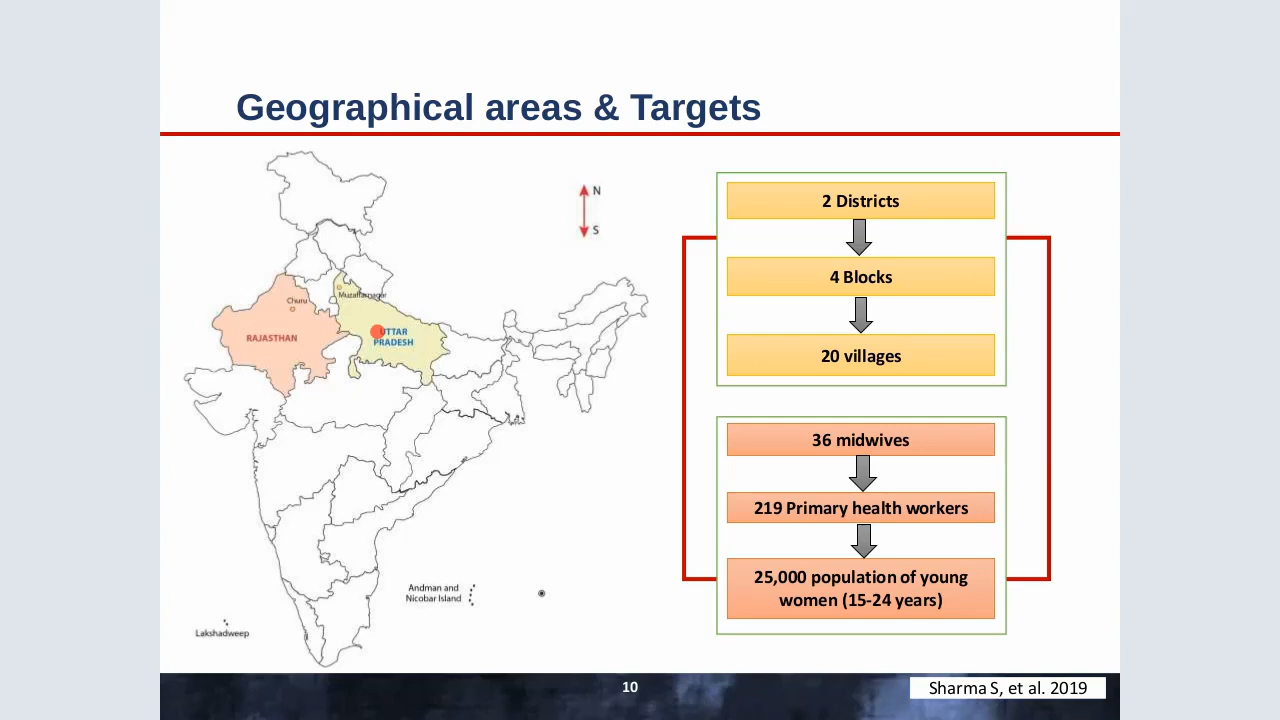 Geographical areas & Targets
N
S
Churu
Muzaffarnagar
RAJASTHAN
UTTAR
PRADESH
Andman and
Nicobar Island
Lakshadweep
2 Districts
4 Blocks
20 villages
36 midwives
219 Primary health workers
25,000 population of young
women (15-24 years)
10
Sharma S, et al. 2019